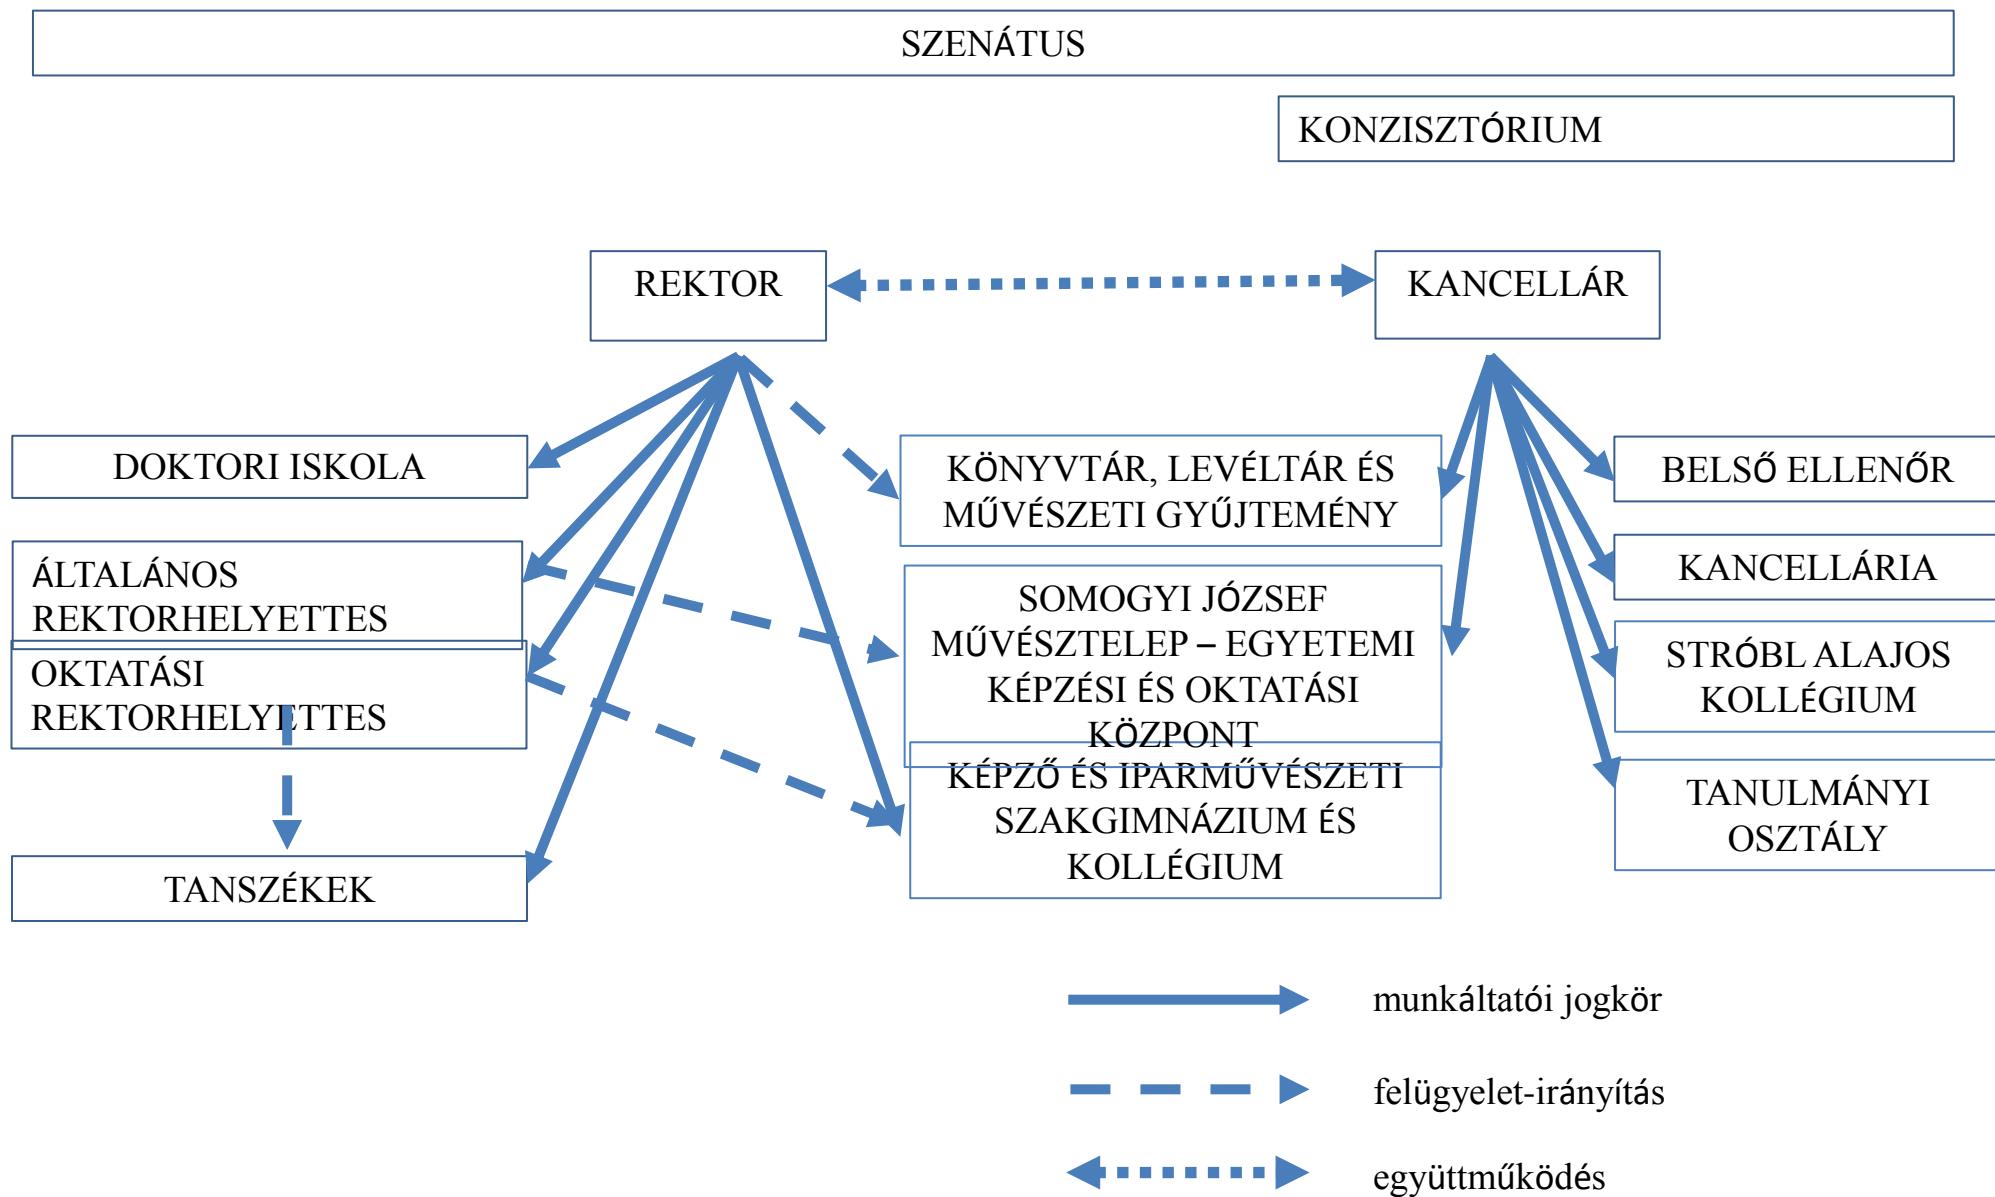 SZENÁTUS
KONZISZTÓRIUM
REKTOR
KANCELLÁR
DOKTORI ISKOLA
ÁLTALÁNOS
REKTORHELYETTES
OKTATÁSI
REKTORHELYETTES
TANSZÉKEK
KÖNYVTÁR, LEVÉLTÁR ÉS
MŰVÉSZETI GYŰJTEMÉNY
SOMOGYI JÓZSEF
MŰVÉSZTELEP – EGYETEMI
KÉPZÉSI ÉS OKTATÁSI
KÖZPONT
KÉPZŐ ÉS IPARMŰVÉSZETI
SZAKGIMNÁZIUM ÉS
KOLLÉGIUM
BELSŐ ELLENŐR
KANCELLÁRIA
STRÓBL ALAJOS
KOLLÉGIUM
TANULMÁNYI
OSZTÁLY
munkáltatói jogkör
felügyelet-irányítás
együttműködés